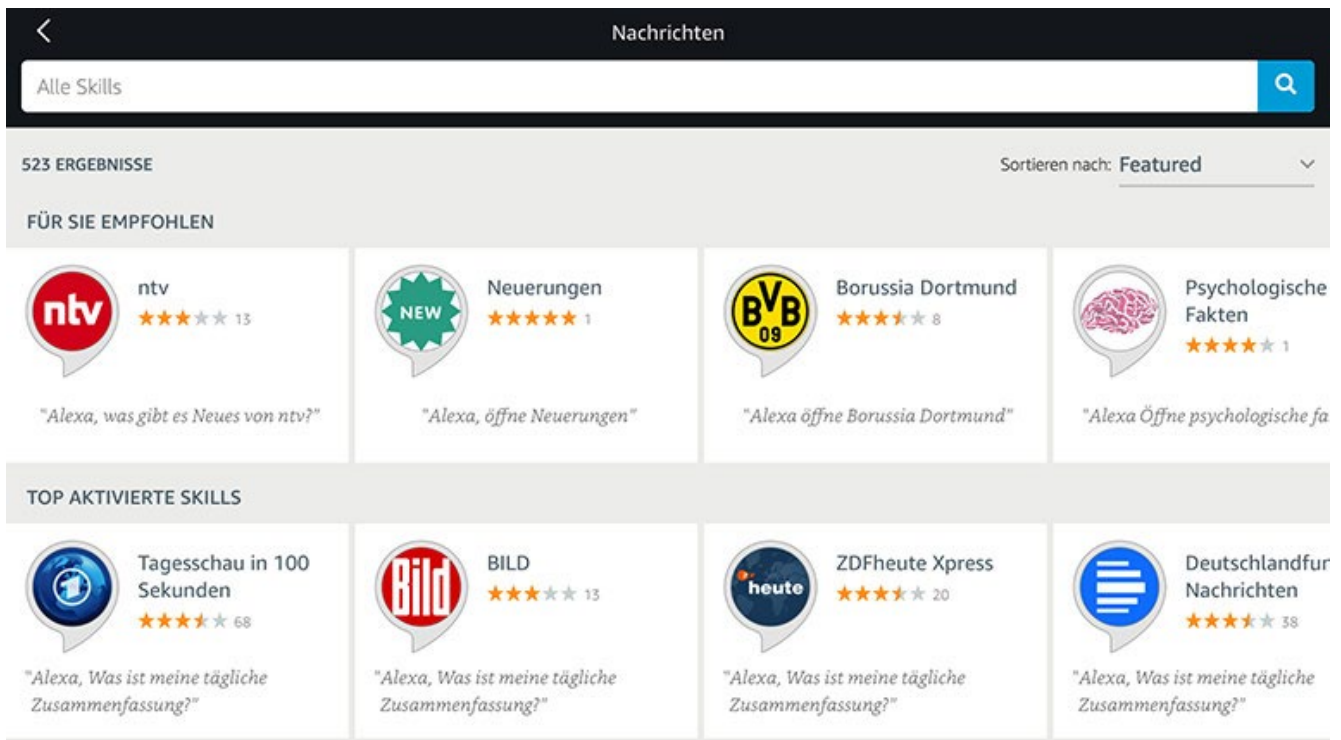 Nachrichten
Alle Skills
523 ERGEBNISSE
Sortieren nach: Featured
FÜR SIE EMPFOHLEN
ntv
ntv
13
"Alexa, was gibt es Neues von ntv?"
NEW
Neuerungen
1
"Alexa, öffne Neuerungen"
BVB
09
Borussia Dortmund
8
"Alexa öffne Borussia Dortmund"
Psychologische
Fakten
1
"Alexa Öffne psychologische fa
TOP AKTIVIERTE SKILLS
1
Tagesschau in 100
Sekunden
68
"Alexa, Was ist meine tägliche
Zusammenfassung?"
Bild
BILD
13
"Alexa, Was ist meine tägliche
Zusammenfassung?"
heute
ZDFheute Xpress
20
"Alexa, Was ist meine tägliche
Zusammenfassung?"
Deutschlandfun
Nachrichten
38
"Alexa, Was ist meine tägliche
Zusammenfassung?"